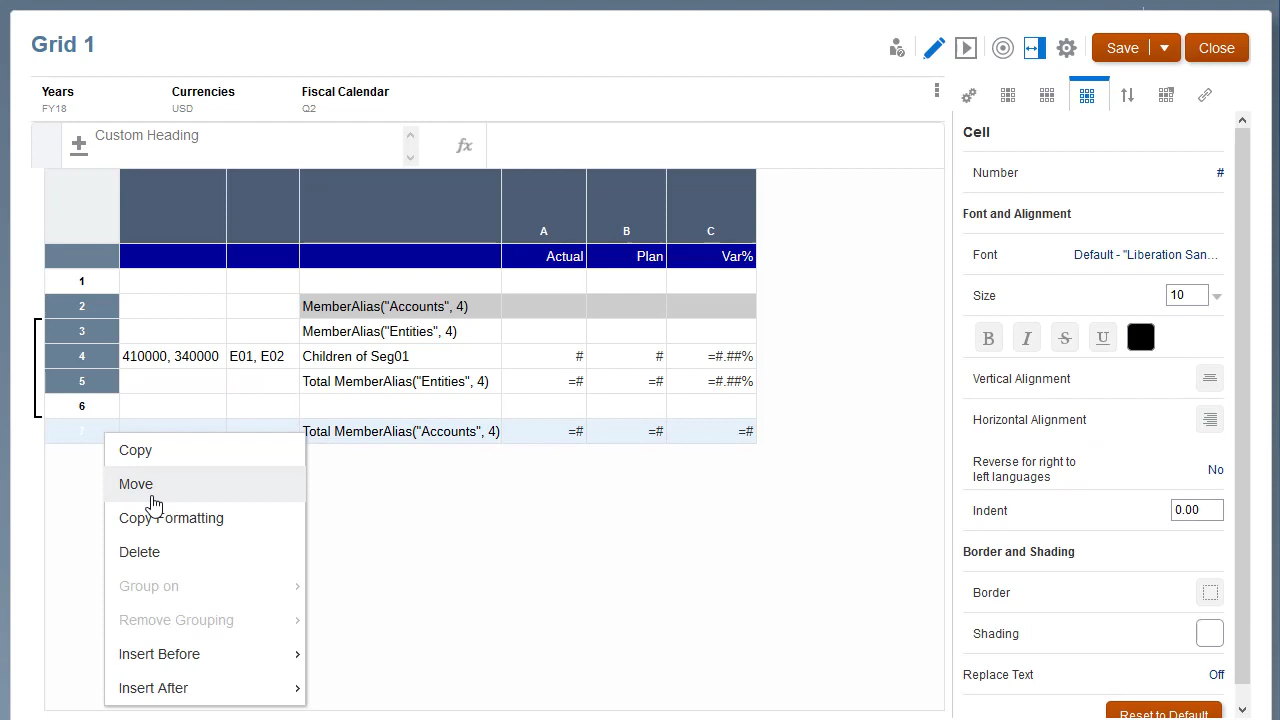 Grid 1
Save
Close
Years
Currencies
Fiscal Calendar
FY18
USD
Q2
Custom Heading
fx
A
B
C
Actual
Plan
Var%
1
2
MemberAlias("Accounts", 4)
3
MemberAlias("Entities", 4)
4
410000, 340000
E01, E02
Children of Seg01
#
#
=#.##%
5
Total MemberAlias("Entities", 4)
=#
=#
=#.##%
6
7
Total MemberAlias("Accounts", 4)
=#
=#
=#
Copy
Move
Copy Formatting
Delete
Group on
Remove Grouping
Insert Before
Insert After
Cell
Number
#
Font and Alignment
Font
Default - "Liberation San...
Size
10
B
I
S
U
Vertical Alignment
Horizontal Alignment
Reverse for right to
left languages
No
Indent
0.00
Border and Shading
Border
Shading
Replace Text
Off
Reset to Default